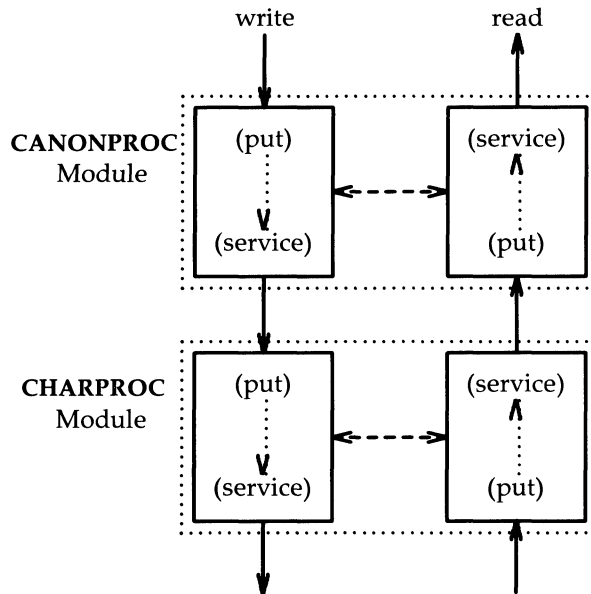 write read
CANONPROC
Module
(put) (service)
(service) (put)
CHARPROC
Module
(put) (service)
(service) (put)